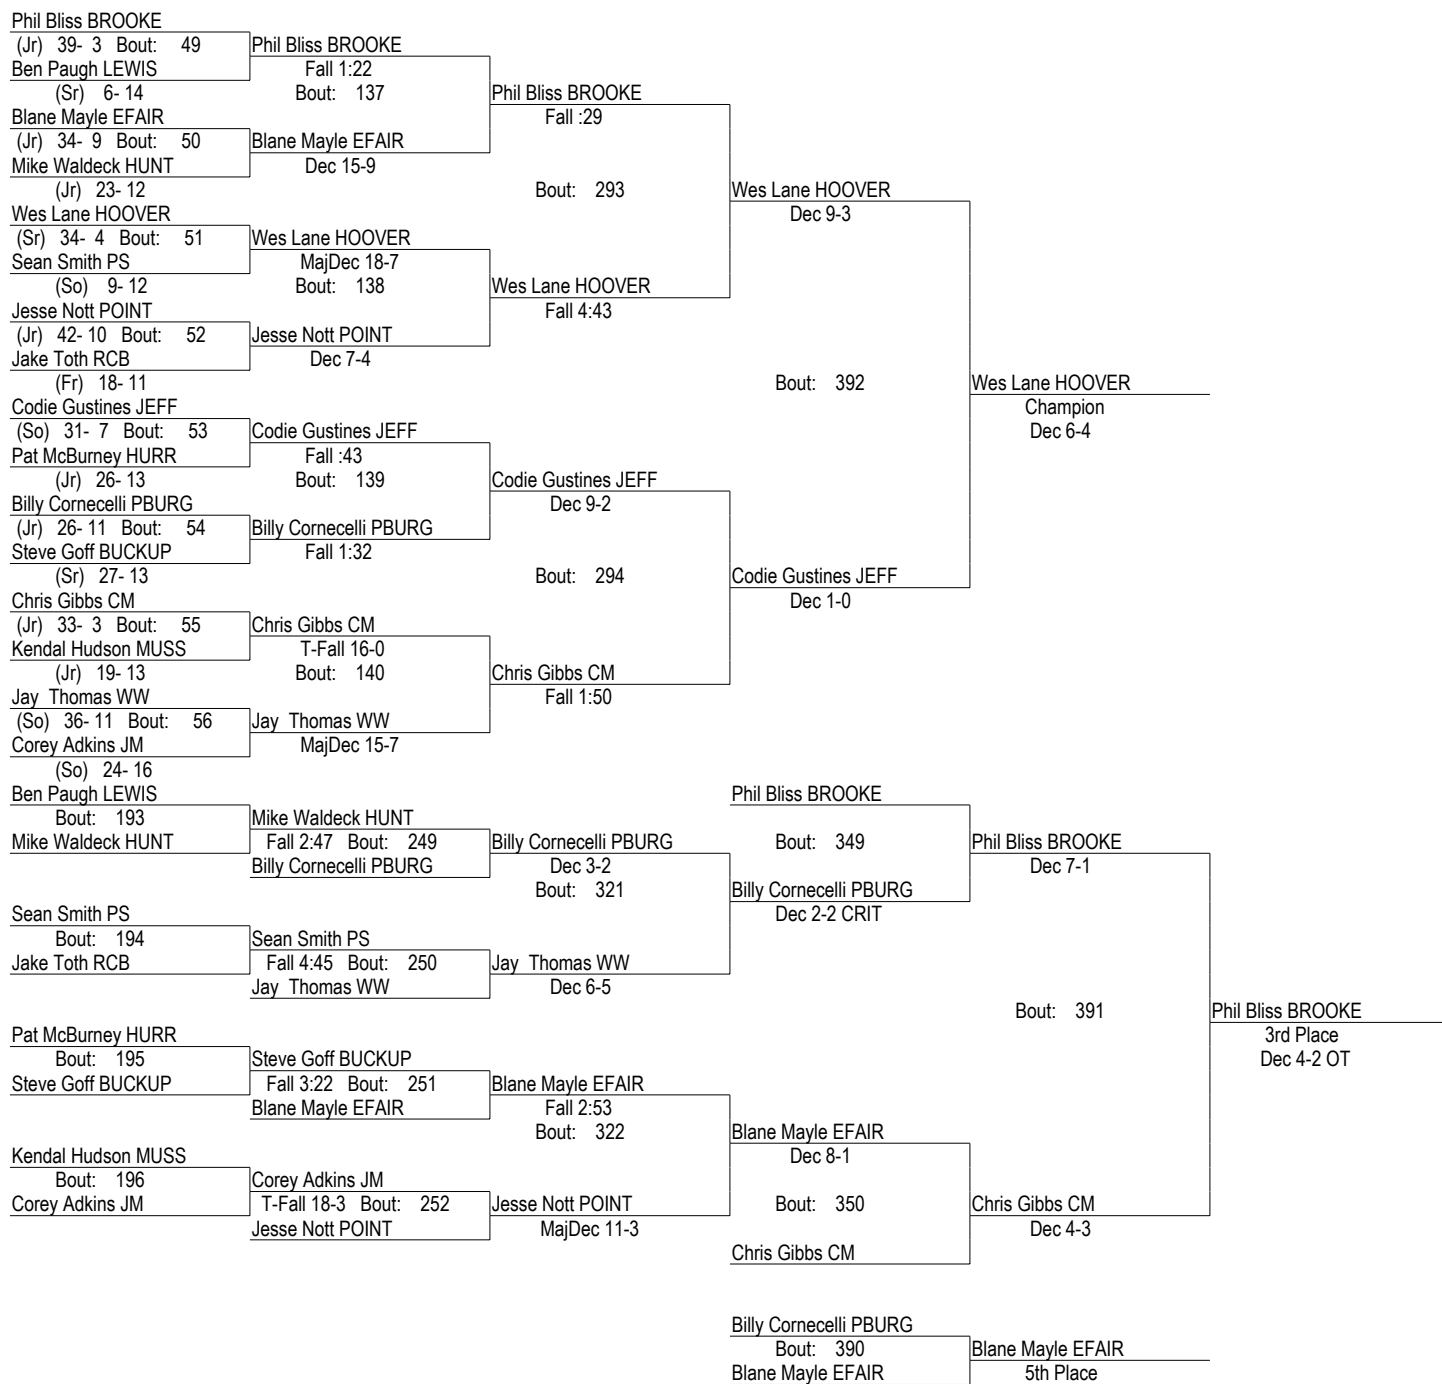 Phil Bliss BROOKE
(Jr) 39- 3 Bout: 49 Phil Bliss BROOKE
Ben Paugh LEWIS Fall 1:22
(Sr) 6- 14 Bout: 137 Phil Bliss BROOKE
Blane Mayle EFAIR Fall :29
(Jr) 34- 9 Bout: 50 Blane Mayle EFAIR
Mike Waldeck HUNT Dec 15-9
(Jr) 23- 12 Bout: 293 Wes Lane HOOVER
Wes Lane HOOVER Dec 9-3
(Sr) 34- 4 Bout: 51 Wes Lane HOOVER
Sean Smith PS MajDec 18-7
(So) 9- 12 Bout: 138 Wes Lane HOOVER
Jesse Nott POINT Fall 4:43
(Jr) 42- 10 Bout: 52 Jesse Nott POINT
Jake Toth RCB Dec 7-4
(Fr) 18- 11 Bout: 392 Wes Lane HOOVER
Codie Gustines JEFF Champion
(So) 31- 7 Bout: 53 Codie Gustines JEFF Dec 6-4
Pat McBurney HURR Fall :43
(Jr) 26- 13 Bout: 139 Codie Gustines JEFF
Billy Cornecelli PBURG Dec 9-2
(Jr) 26- 11 Bout: 54 Billy Cornecelli PBURG
Steve Goff BUCKUP Fall 1:32
(Sr) 27- 13 Bout: 294 Codie Gustines JEFF
Chris Gibbs CM Dec 1-0
(Jr) 33- 3 Bout: 55 Chris Gibbs CM
Kendal Hudson MUSS T-Fall 16-0
(Jr) 19- 13 Bout: 140 Chris Gibbs CM
Jay Thomas WW Fall 1:50
(So) 36- 11 Bout: 56 Jay Thomas WW
Corey Adkins JM MajDec 15-7
(So) 24- 16
Ben Paugh LEWIS Phil Bliss BROOKE
Bout: 193 Mike Waldeck HUNT
Mike Waldeck HUNT Fall 2:47 Bout: 249 Billy Cornecelli PBURG Bout: 349 Phil Bliss BROOKE
Billy Cornecelli PBURG Dec 3-2 Dec 7-1
Bout: 321 Billy Cornecelli PBURG
Sean Smith PS Dec 2-2 CRIT
Bout: 194 Sean Smith PS
Jake Toth RCB Fall 4:45 Bout: 250 Jay Thomas WW
Jay Thomas WW Dec 6-5
Bout: 391 Phil Bliss BROOKE
Pat McBurney HURR 3rd Place
Bout: 195 Steve Goff BUCKUP Dec 4-2 OT
Steve Goff BUCKUP Fall 3:22 Bout: 251 Blane Mayle EFAIR
Blane Mayle EFAIR Fall 2:53
Bout: 322 Blane Mayle EFAIR
Kendal Hudson MUSS Dec 8-1
Bout: 196 Corey Adkins JM
Corey Adkins JM T-Fall 18-3 Bout: 252 Jesse Nott POINT Bout: 350 Chris Gibbs CM
Jesse Nott POINT MajDec 11-3 Dec 4-3
Chris Gibbs CM
Billy Cornecelli PBURG
Bout: 390 Blane Mayle EFAIR
Blane Mayle EFAIR 5th Place